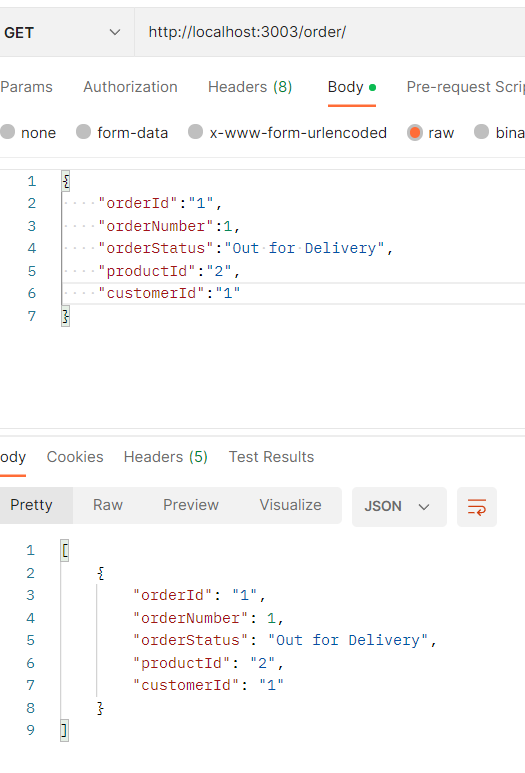 GET http://localhost:3003/order/
Params Authorization Headers (8) Body Pre-request Scrip
none form-data x-www-form-urlencoded raw bina
1 {
2 ····"orderId":"1",
3 ····"orderNumber":1,
4 ····"orderStatus":"Out·for·Delivery",
5 ····"productId":"2",
6 ····"customerId":"1"
7 }
ody Cookies Headers (5) Test Results
Pretty Raw Preview Visualize JSON
1 [
2 {
3 "orderId": "1",
4 "orderNumber": 1,
5 "orderStatus": "Out for Delivery",
6 "productId": "2",
7 "customerId": "1"
8 }
9 ]